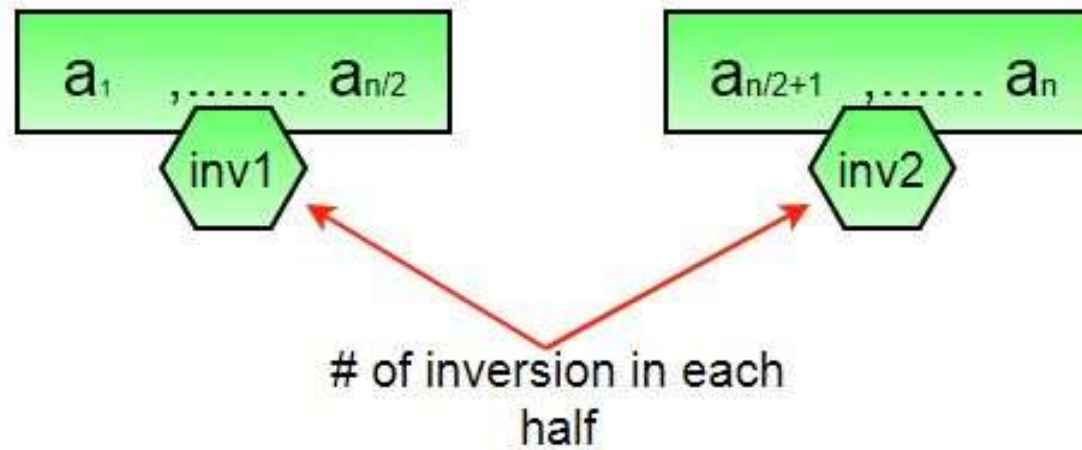 a₁ ,....... aₙ/₂
aₙ/₂₊₁ ,...... aₙ
inv1
inv2
# of inversion in each
half